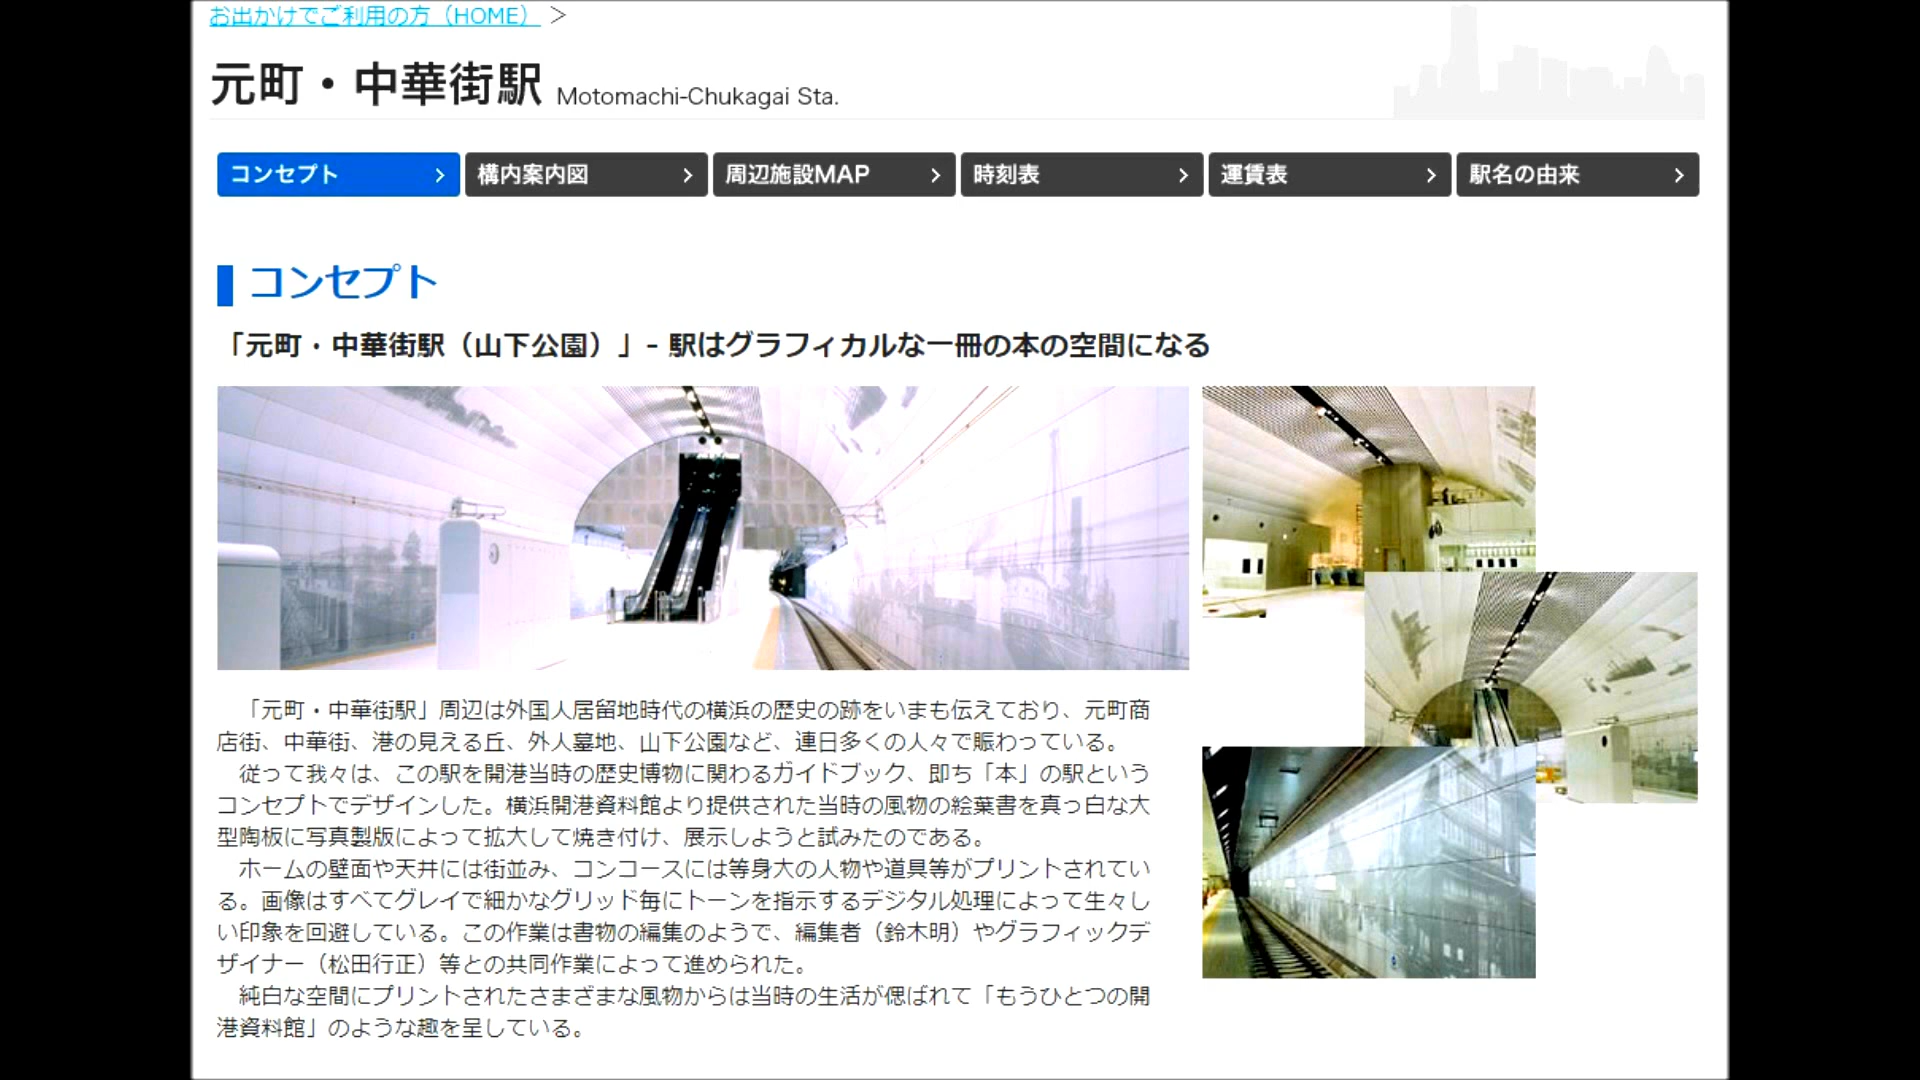 お出かけでご利用の方（HOME） ＞
元町・中華街駅 Motomachi-Chukagai Sta.
コンセプト
構内案内図
周辺施設MAP
時刻表
運賃表
駅名の由来
コンセプト
「元町・中華街駅（山下公園）」- 駅はグラフィカルな一冊の本の空間になる
「元町・中華街駅」周辺は外国人居留地時代の横浜の歴史の跡をいまも伝えており、元町商
店街、中華街、港の見える丘、外人墓地、山下公園など、連日多くの人々で賑わっている。
従って我々は、この駅を開港当時の歴史博物に関わるガイドブック、即ち「本」の駅という
コンセプトでデザインした。横浜開港資料館より提供された当時の風物の絵葉書を真っ白な大
型陶板に写真製版によって拡大して焼き付け、展示しようと試みたのである。
ホームの壁面や天井には街並み、コンコースには等身大の人物や道具等がプリントされてい
る。画像はすべてグレイで細かなグリッド毎にトーンを指示するデジタル処理によって生々し
い印象を回避している。この作業は書物の編集のようで、編集者（鈴木明）やグラフィックデ
ザイナー（松田行正）等との共同作業によって進められた。
純白な空間にプリントされたさまざまな風物からは当時の生活が偲ばれて「もうひとつの開
港資料館」のような趣を呈している。